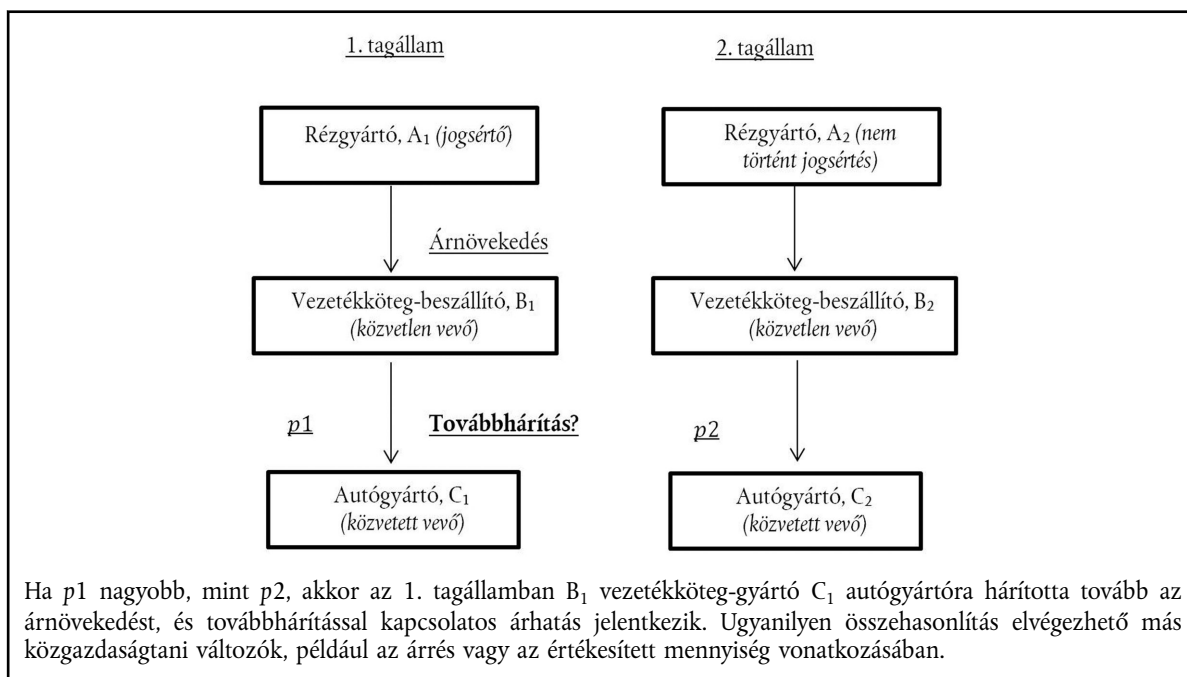 1. tagállam
2. tagállam
Rézgyártó, A₁ (jogsértő)
Rézgyártó, A₂ (nem
történt jogsértés)
Árnövekedés
Vezetékköteg-beszállító, B₁
(közvetlen vevő)
Vezetékköteg-beszállító, B₂
(közvetlen vevő)
p1
Továbbhárítás?
p2
Autógyártó, C₁
(közvetett vevő)
Autógyártó, C₂
(közvetett vevő)
Ha p1 nagyobb, mint p2, akkor az 1. tagállamban B₁ vezetékköteg-gyártó C₁ autógyártóra hárította tovább az
árnövekedést, és továbbhárítással kapcsolatos árhatás jelentkezik. Ugyanilyen összehasonlítás elvégezhető más
közgazdaságtani változók, például az árrés vagy az értékesített mennyiség vonatkozásában.